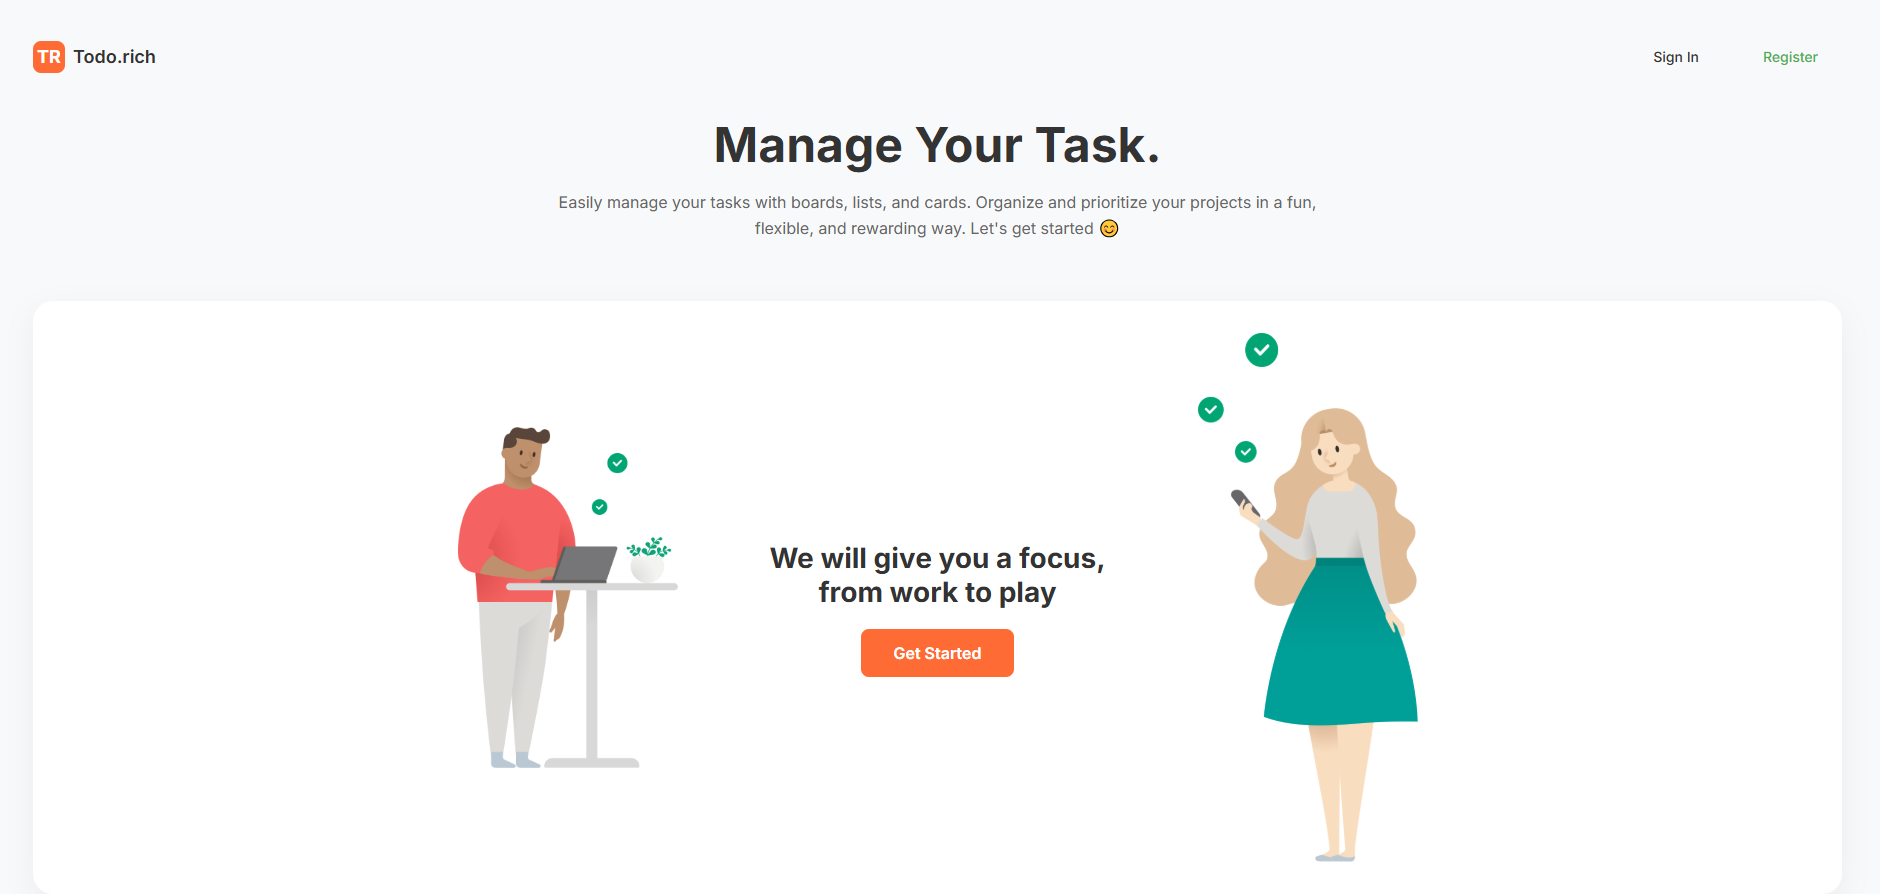 TR Todo.rich
Sign In
Register
Manage Your Task.
Easily manage your tasks with boards, lists, and cards. Organize and prioritize your projects in a fun,
flexible, and rewarding way. Let's get started 😊
We will give you a focus,
from work to play
Get Started